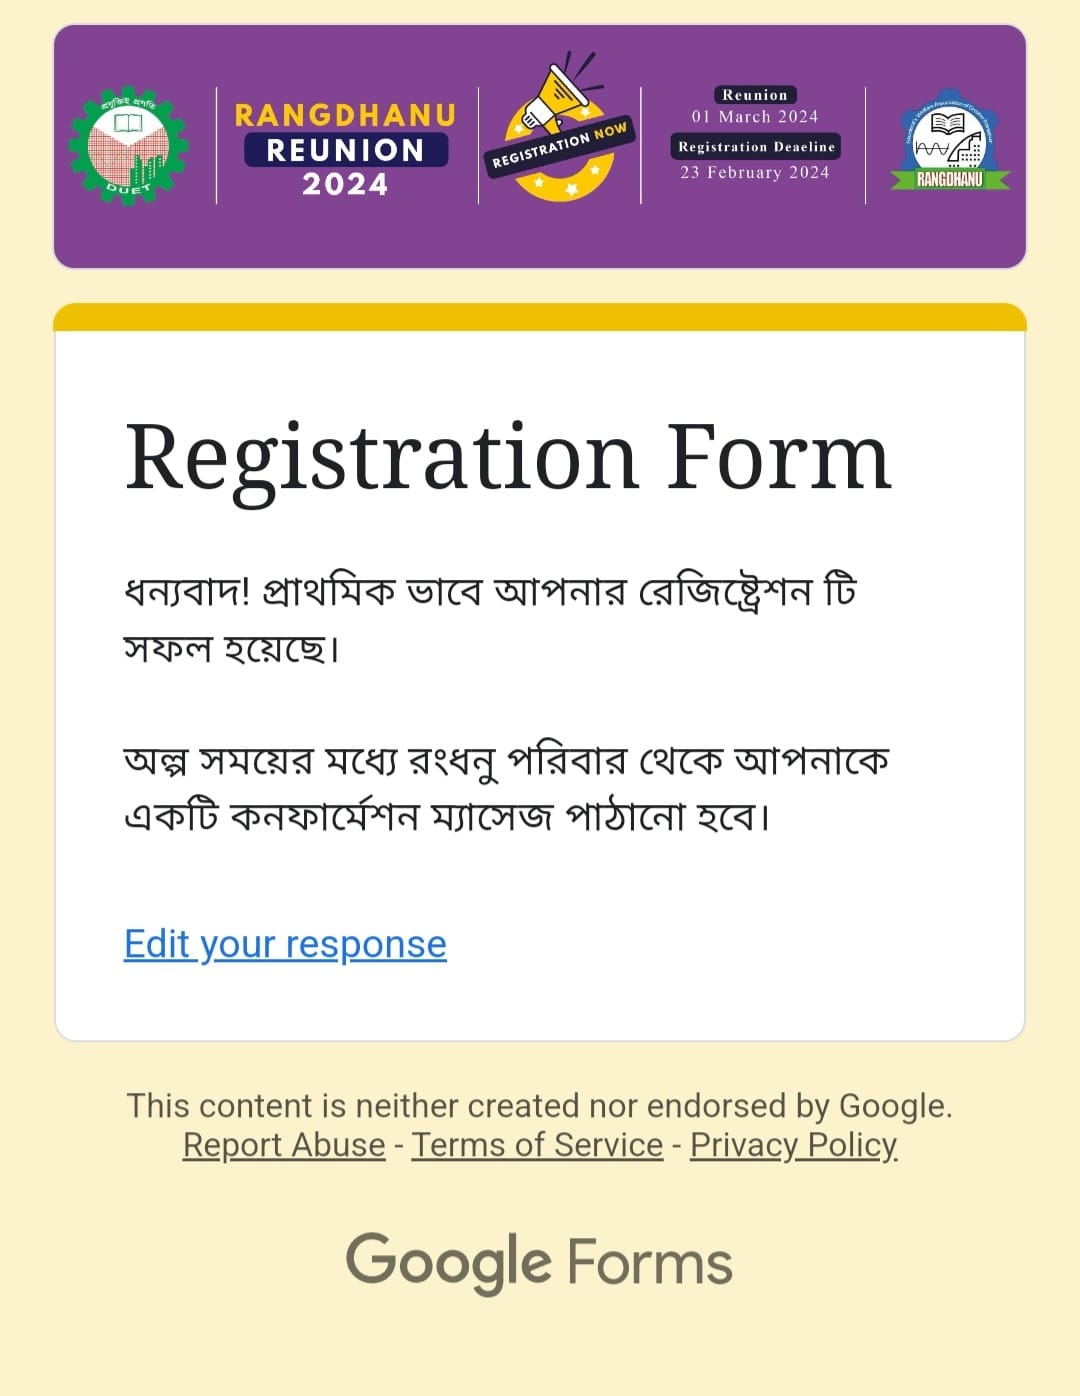 প্রযুক্তিই প্রগতি
DUET
RANGDHANU
REUNION
2024
REGISTRATION NOW
Reunion
01 March 2024
Registration Deaeline
23 February 2024
RANGDHANU
Registration Form
ধন্যবাদ! প্রাথমিক ভাবে আপনার রেজিষ্ট্রেশন টি
সফল হয়েছে।
অল্প সময়ের মধ্যে রংধনু পরিবার থেকে আপনাকে
একটি কনফার্মেশন ম্যাসেজ পাঠানো হবে।
Edit your response
This content is neither created nor endorsed by Google.
Report Abuse - Terms of Service - Privacy Policy
Google Forms